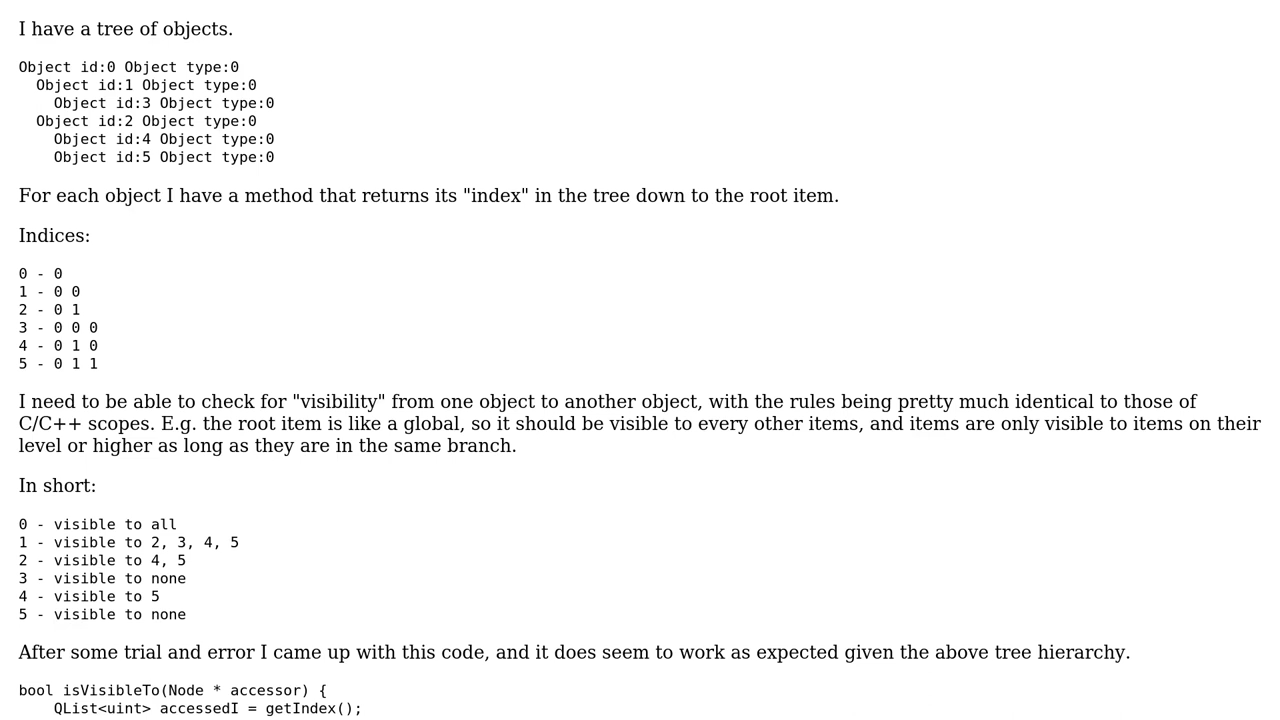 I have a tree of objects.
Object id:0 Object type:0
  Object id:1 Object type:0
    Object id:3 Object type:0
  Object id:2 Object type:0
    Object id:4 Object type:0
    Object id:5 Object type:0
For each object I have a method that returns its "index" in the tree down to the root item.
Indices:
0 - 0
1 - 0 0
2 - 0 1
3 - 0 0 0
4 - 0 1 0
5 - 0 1 1
I need to be able to check for "visibility" from one object to another object, with the rules being pretty much identical to those of
C/C++ scopes. E.g. the root item is like a global, so it should be visible to every other items, and items are only visible to items on their
level or higher as long as they are in the same branch.
In short:
0 - visible to all
1 - visible to 2, 3, 4, 5
2 - visible to 4, 5
3 - visible to none
4 - visible to 5
5 - visible to none
After some trial and error I came up with this code, and it does seem to work as expected given the above tree hierarchy.
bool isVisibleTo(Node * accessor) {
    QList<uint> accessedI = getIndex();